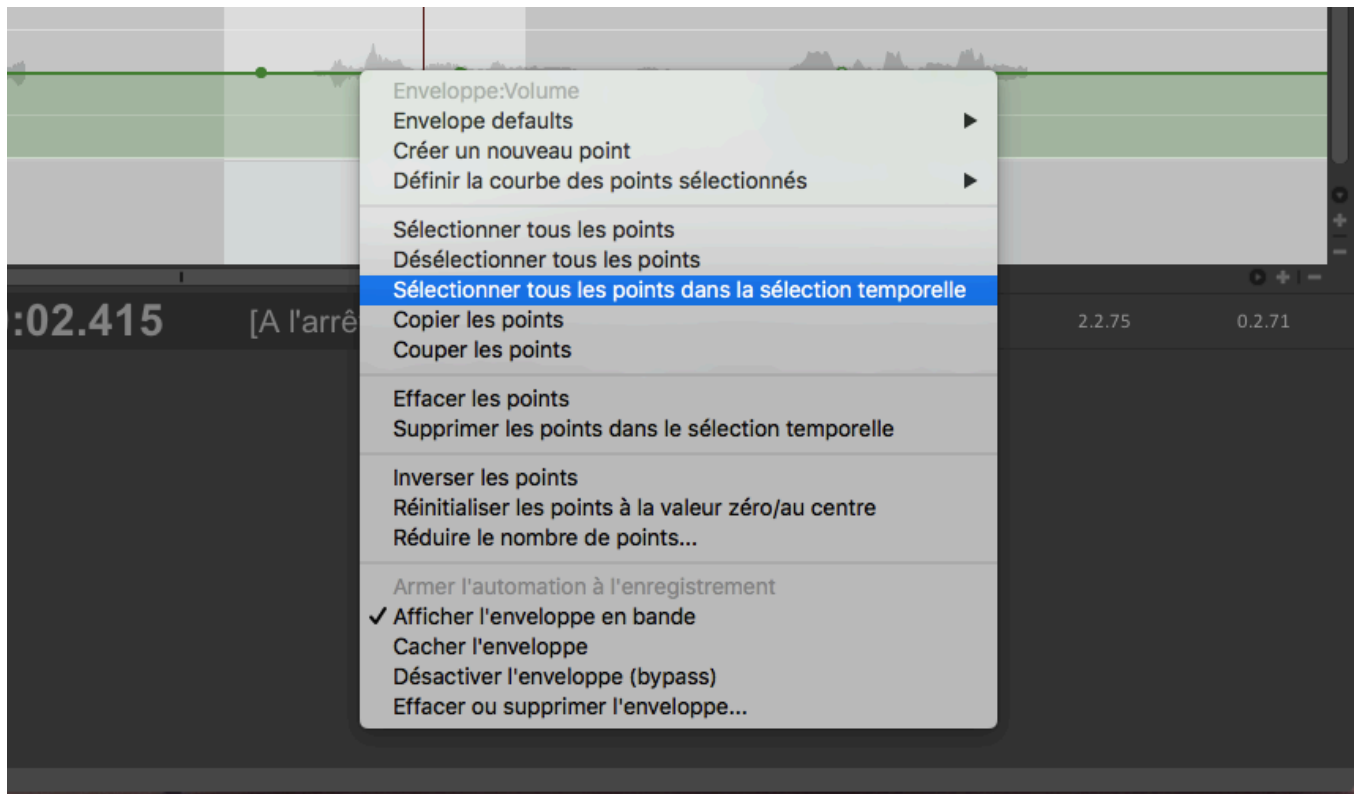 Enveloppe:Volume
Envelope defaults
Créer un nouveau point
Définir la courbe des points sélectionnés
Sélectionner tous les points
Désélectionner tous les points
Sélectionner tous les points dans la sélection temporelle
:02.415 [A l'arrê 2.2.75 0.2.71
Copier les points
Couper les points
Effacer les points
Supprimer les points dans le sélection temporelle
Inverser les points
Réinitialiser les points à la valeur zéro/au centre
Réduire le nombre de points...
Armer l'automation à l'enregistrement
Afficher l'enveloppe en bande
Cacher l'enveloppe
Désactiver l'enveloppe (bypass)
Effacer ou supprimer l'enveloppe...